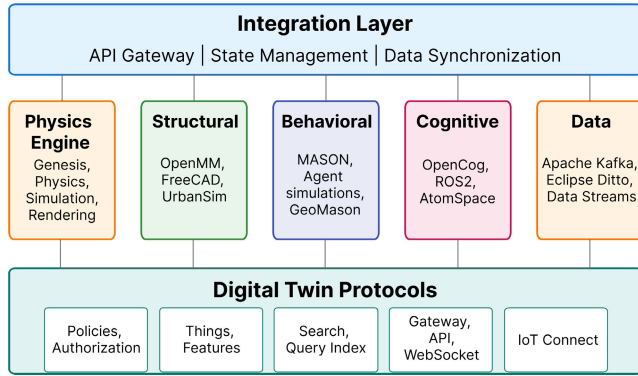 Integration Layer
API Gateway | State Management | Data Synchronization
Physics
Engine
Genesis,
Physics,
Simulation,
Rendering
Structural
OpenMM,
FreeCAD,
UrbanSim
Behavioral
MASON,
Agent
simulations,
GeoMason
Cognitive
OpenCog,
ROS2,
AtomSpace
Data
Apache Kafka,
Eclipse Ditto,
Data Streams
Digital Twin Protocols
Policies,
Authorization
Things,
Features
Search,
Query Index
Gateway,
API,
WebSocket
IoT Connect